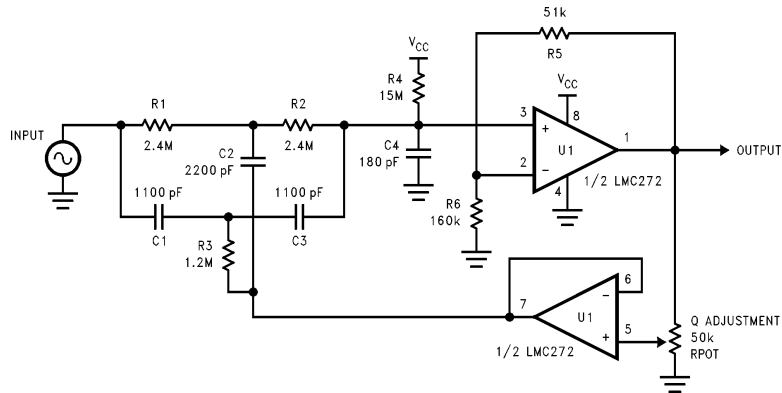 51k
R5
VCC
R4
15M
VCC
R1
R2
3
8
+
1
INPUT
2.4M
C2
2200 pF
2.4M
C4
180 pF
U1
OUTPUT
2
-
4
1/2 LMC272
1100 pF
1100 pF
R6
160k
C1
C3
R3
1.2M
6
-
7
U1
5
+
1/2 LMC272
Q ADJUSTMENT
50k
RPOT